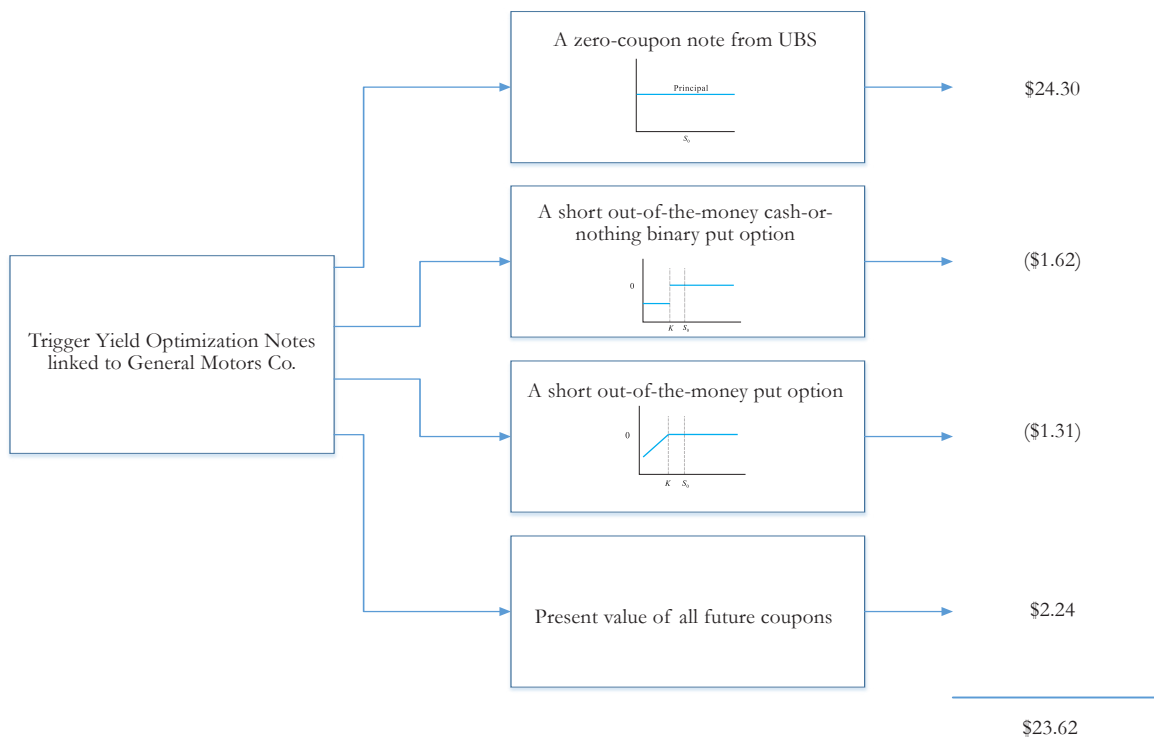 A zero-coupon note from UBS
Principal
S0
$24.30
A short out-of-the-money cash-or-
nothing binary put option
0
K S0
($1.62)
Trigger Yield Optimization Notes
linked to General Motors Co.
A short out-of-the-money put option
0
K S0
($1.31)
Present value of all future coupons
$2.24
$23.62